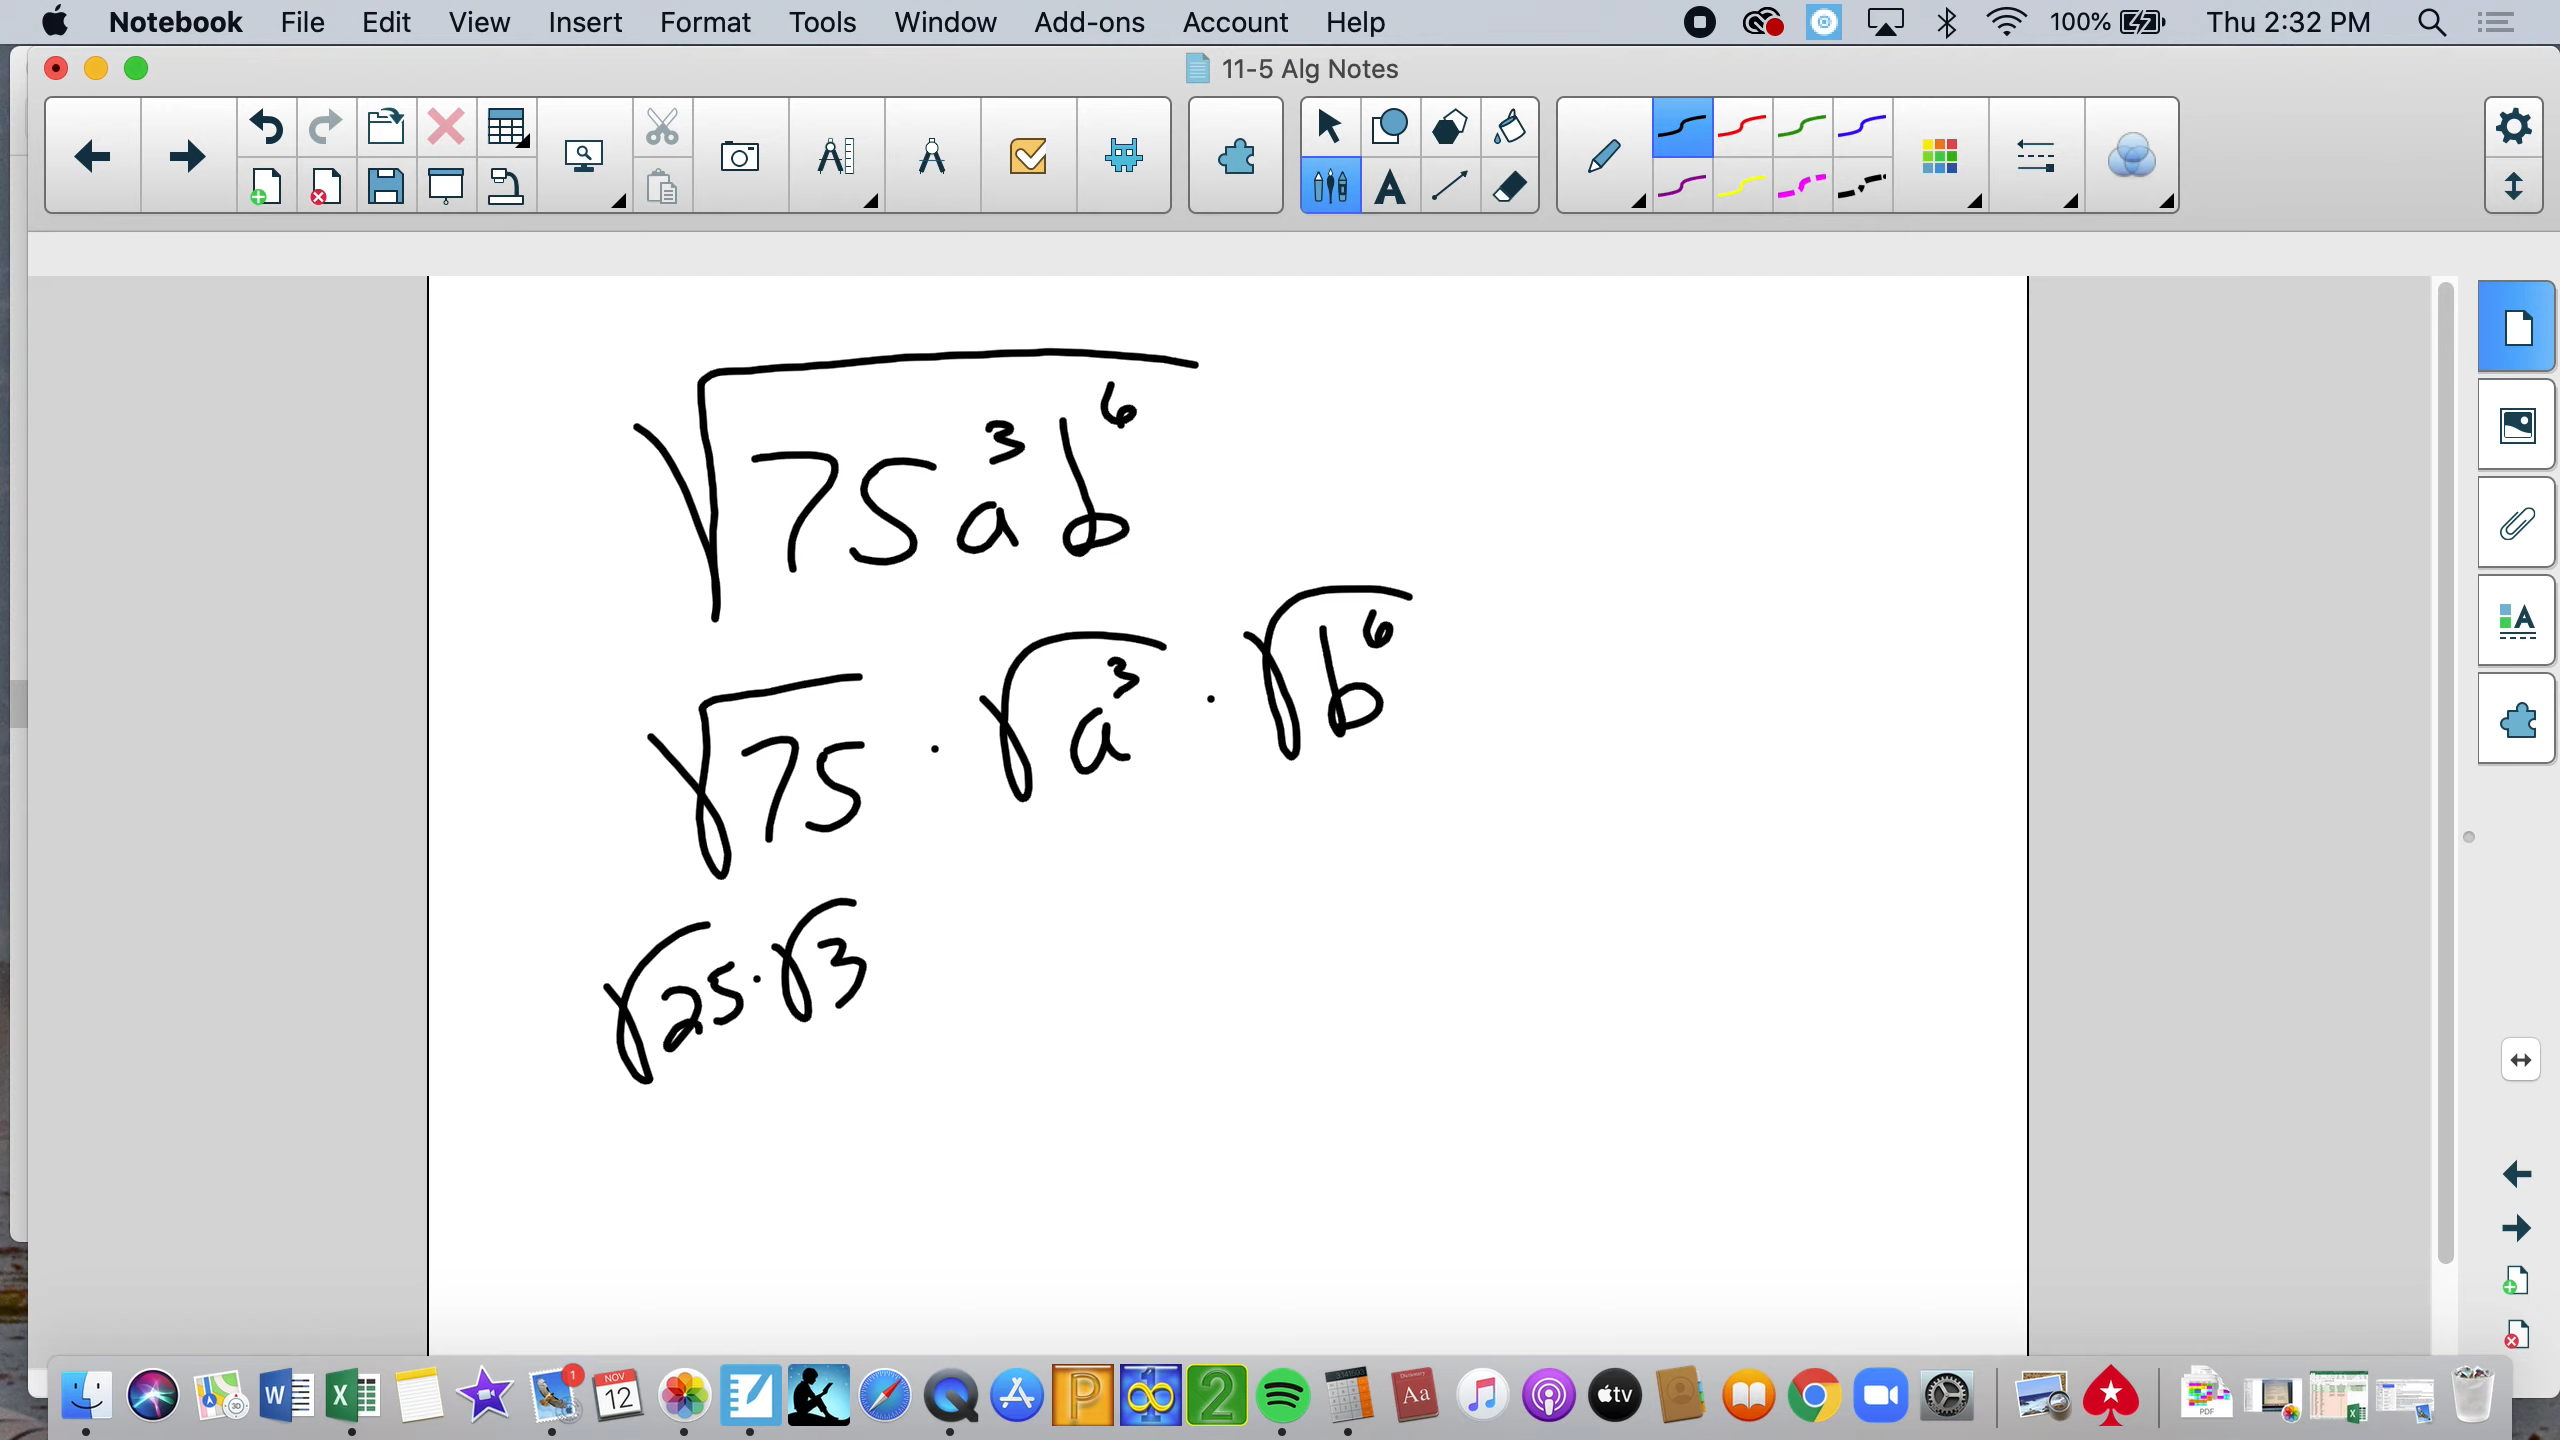 Notebook File Edit View Insert Format Tools Window Add-ons Account Help 100% Thu 2:32 PM
11-5 Alg Notes
√75a³b⁶
√75 · √a³ · √b⁶
√25 · √3